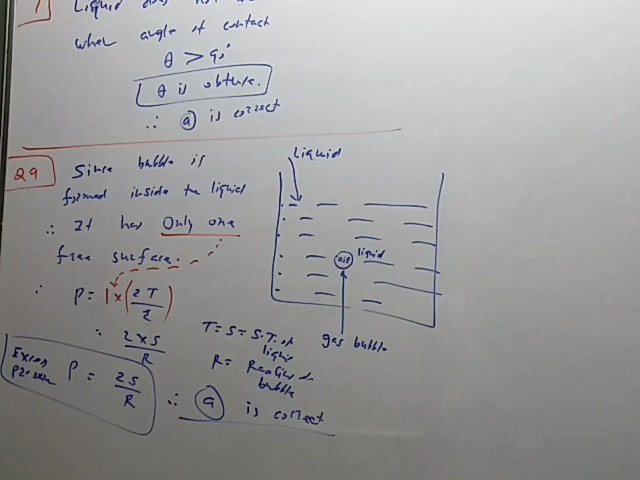 Liquid does not
when angle of contact
θ > 90°
θ is obtuse.
∴ ⓐ is correct
29
Since bubble is
formed inside the liquid
∴ It has Only one
free surface.
∴ P = 1 × (2T/r)
∴ 2×S/R
Excess pressure P = 2S/R
∴ ⓐ is correct
Liquid
air
liquid
gas bubble
T = S = S.T. of
liquid
R = Radius of
bubble